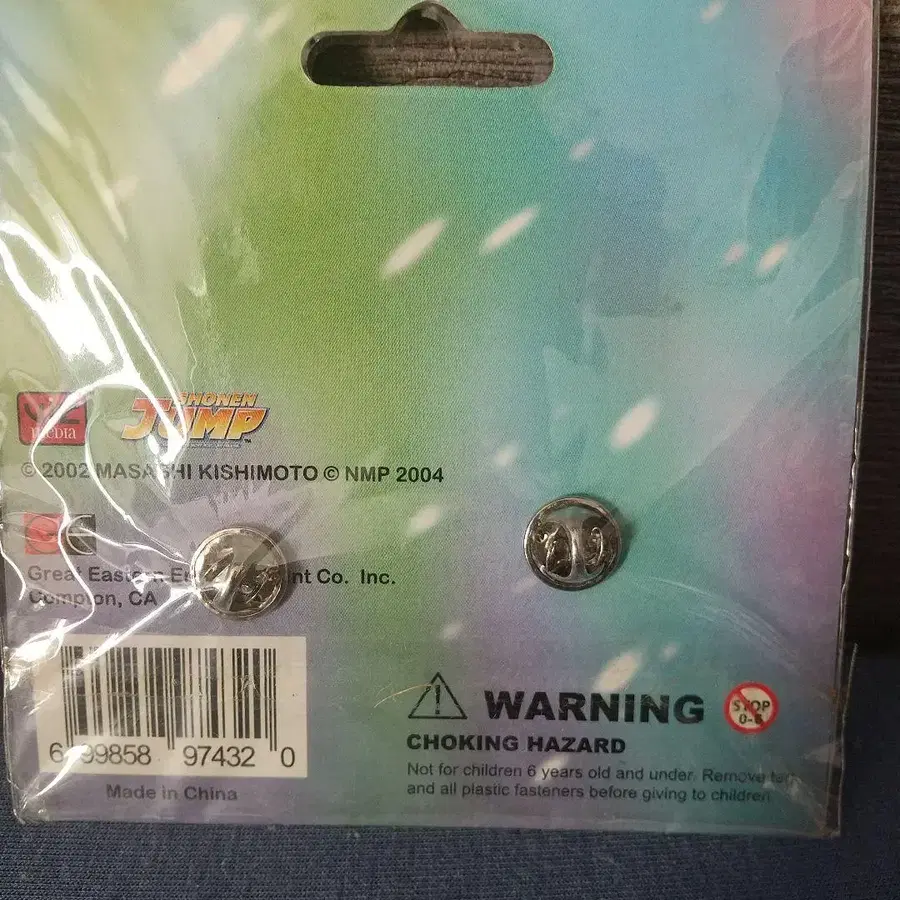 VIZ
media
SHONEN
JUMP
© 2002 MASASHI KISHIMOTO © NMP 2004
Great Eastern nt Co. Inc.
Compton, CA
99858 97432 0
Made in China
WARNING
STOP
0-6
CHOKING HAZARD
Not for children 6 years old and under. Remove tag
and all plastic fasteners before giving to children.